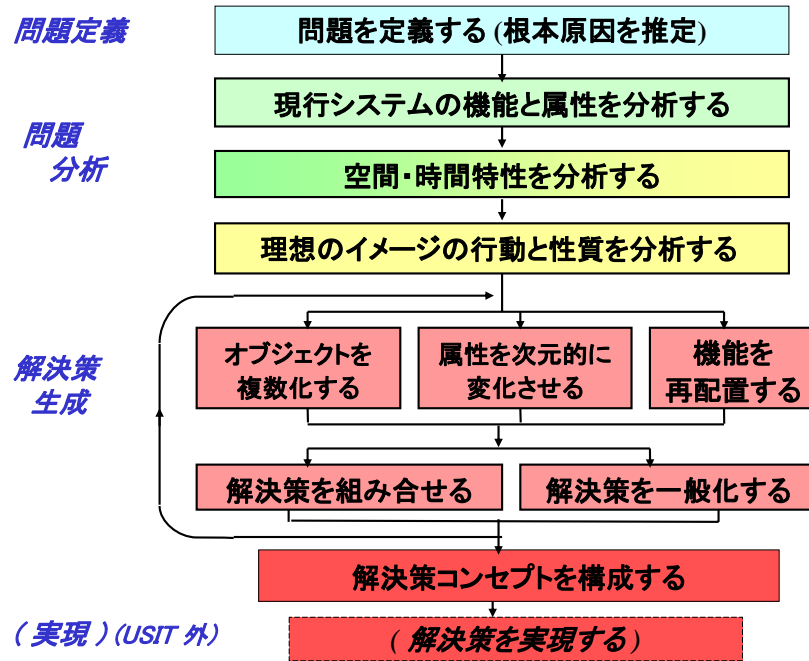 問題定義
問題を定義する (根本原因を推定)
現行システムの機能と属性を分析する
問題
分析
空間・時間特性を分析する
理想のイメージの行動と性質を分析する
解決策
生成
オブジェクトを
複数化する
属性を次元的に
変化させる
機能を
再配置する
解決策を組み合せる
解決策を一般化する
解決策コンセプトを構成する
( 実現 ) (USIT 外)
( 解決策を実現する )